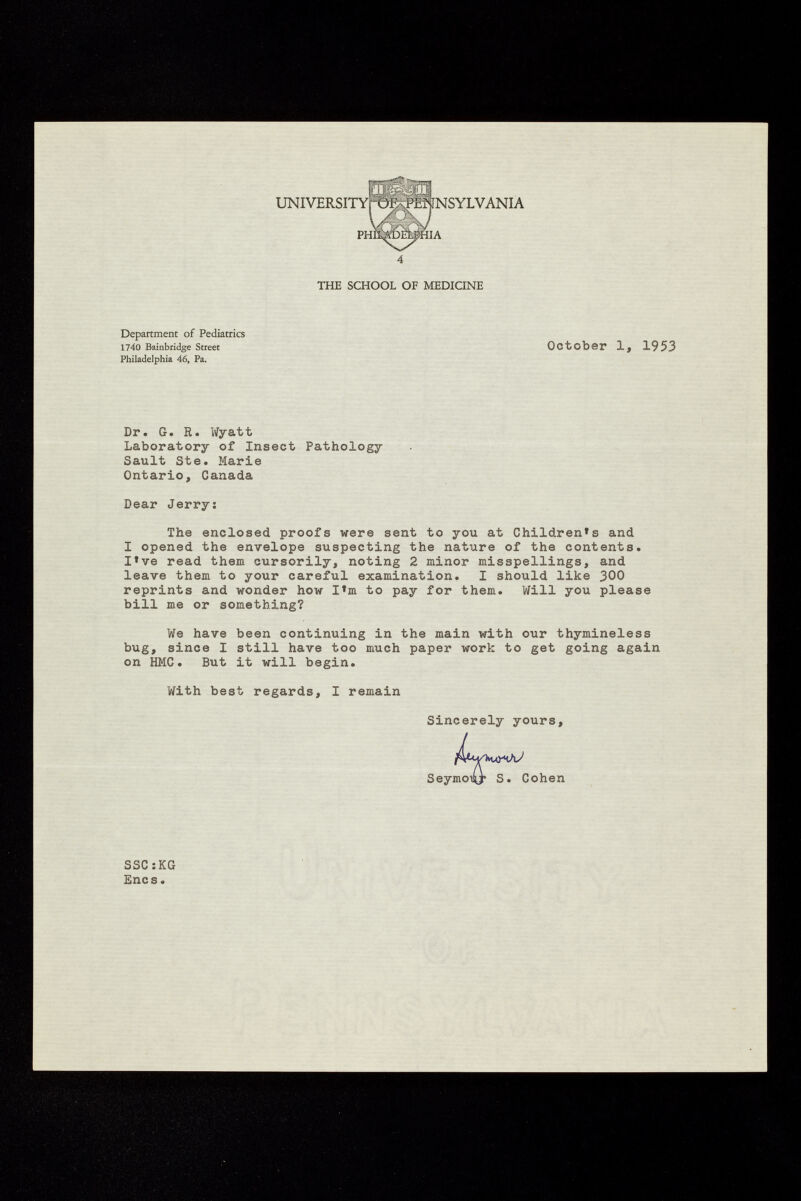 UNIVERSITY OF PENNSYLVANIA
PHILADELPHIA
4
THE SCHOOL OF MEDICINE
Department of Pediatrics
1740 Bainbridge Street
Philadelphia 46, Pa.
October 1, 1953
Dr. G. R. Wyatt
Laboratory of Insect Pathology
Sault Ste. Marie
Ontario, Canada
Dear Jerry:
The enclosed proofs were sent to you at Children's and
I opened the envelope suspecting the nature of the contents.
I've read them cursorily, noting 2 minor misspellings, and
leave them to your careful examination. I should like 300
reprints and wonder how I'm to pay for them. Will you please
bill me or something?
We have been continuing in the main with our thymineless
bug, since I still have too much paper work to get going again
on HMC. But it will begin.
With best regards, I remain
Sincerely yours,
Seymour
Seymour S. Cohen
SSC:KG
Encs.
UNIVERSITY
OF
PENNSYLVANIA